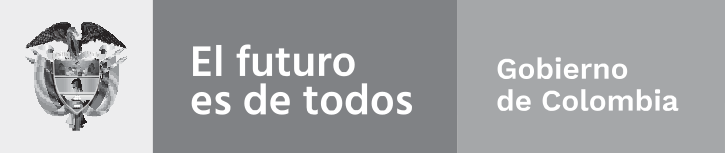 El futuro
es de todos
Gobierno
de Colombia